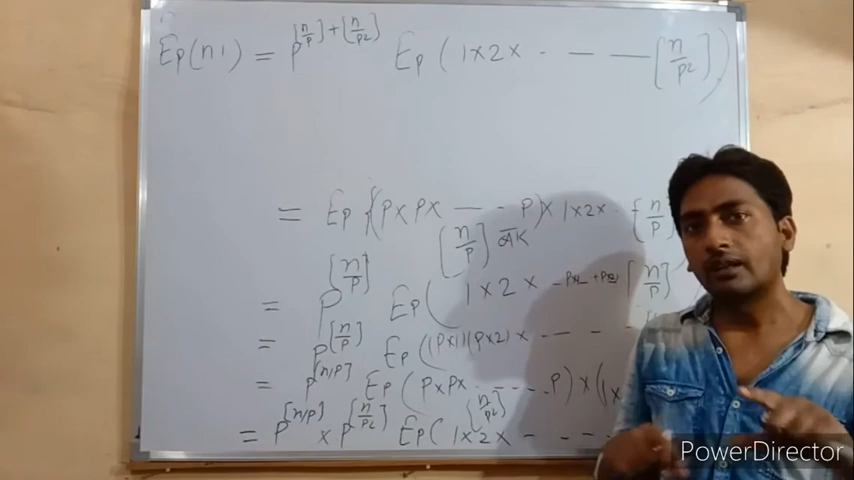 Ep(n!) = p^[n/p]+[n/p2] Ep ( 1×2× - — — [n/p2] )
= Ep {(p×p× — - - p)× 1×2× - [n/p]
[n/p]
= p^[n/p] Ep( 1×2× - [n/p]
= p^[n/p] Ep ((p×1)(p×2)× - — - -
= p^[n/p] Ep ( p×p× - - - - - p) × (1×
[n/p2]
= p^[n/p] × p^[n/p2] Ep( 1×2× - - - -
PowerDirector